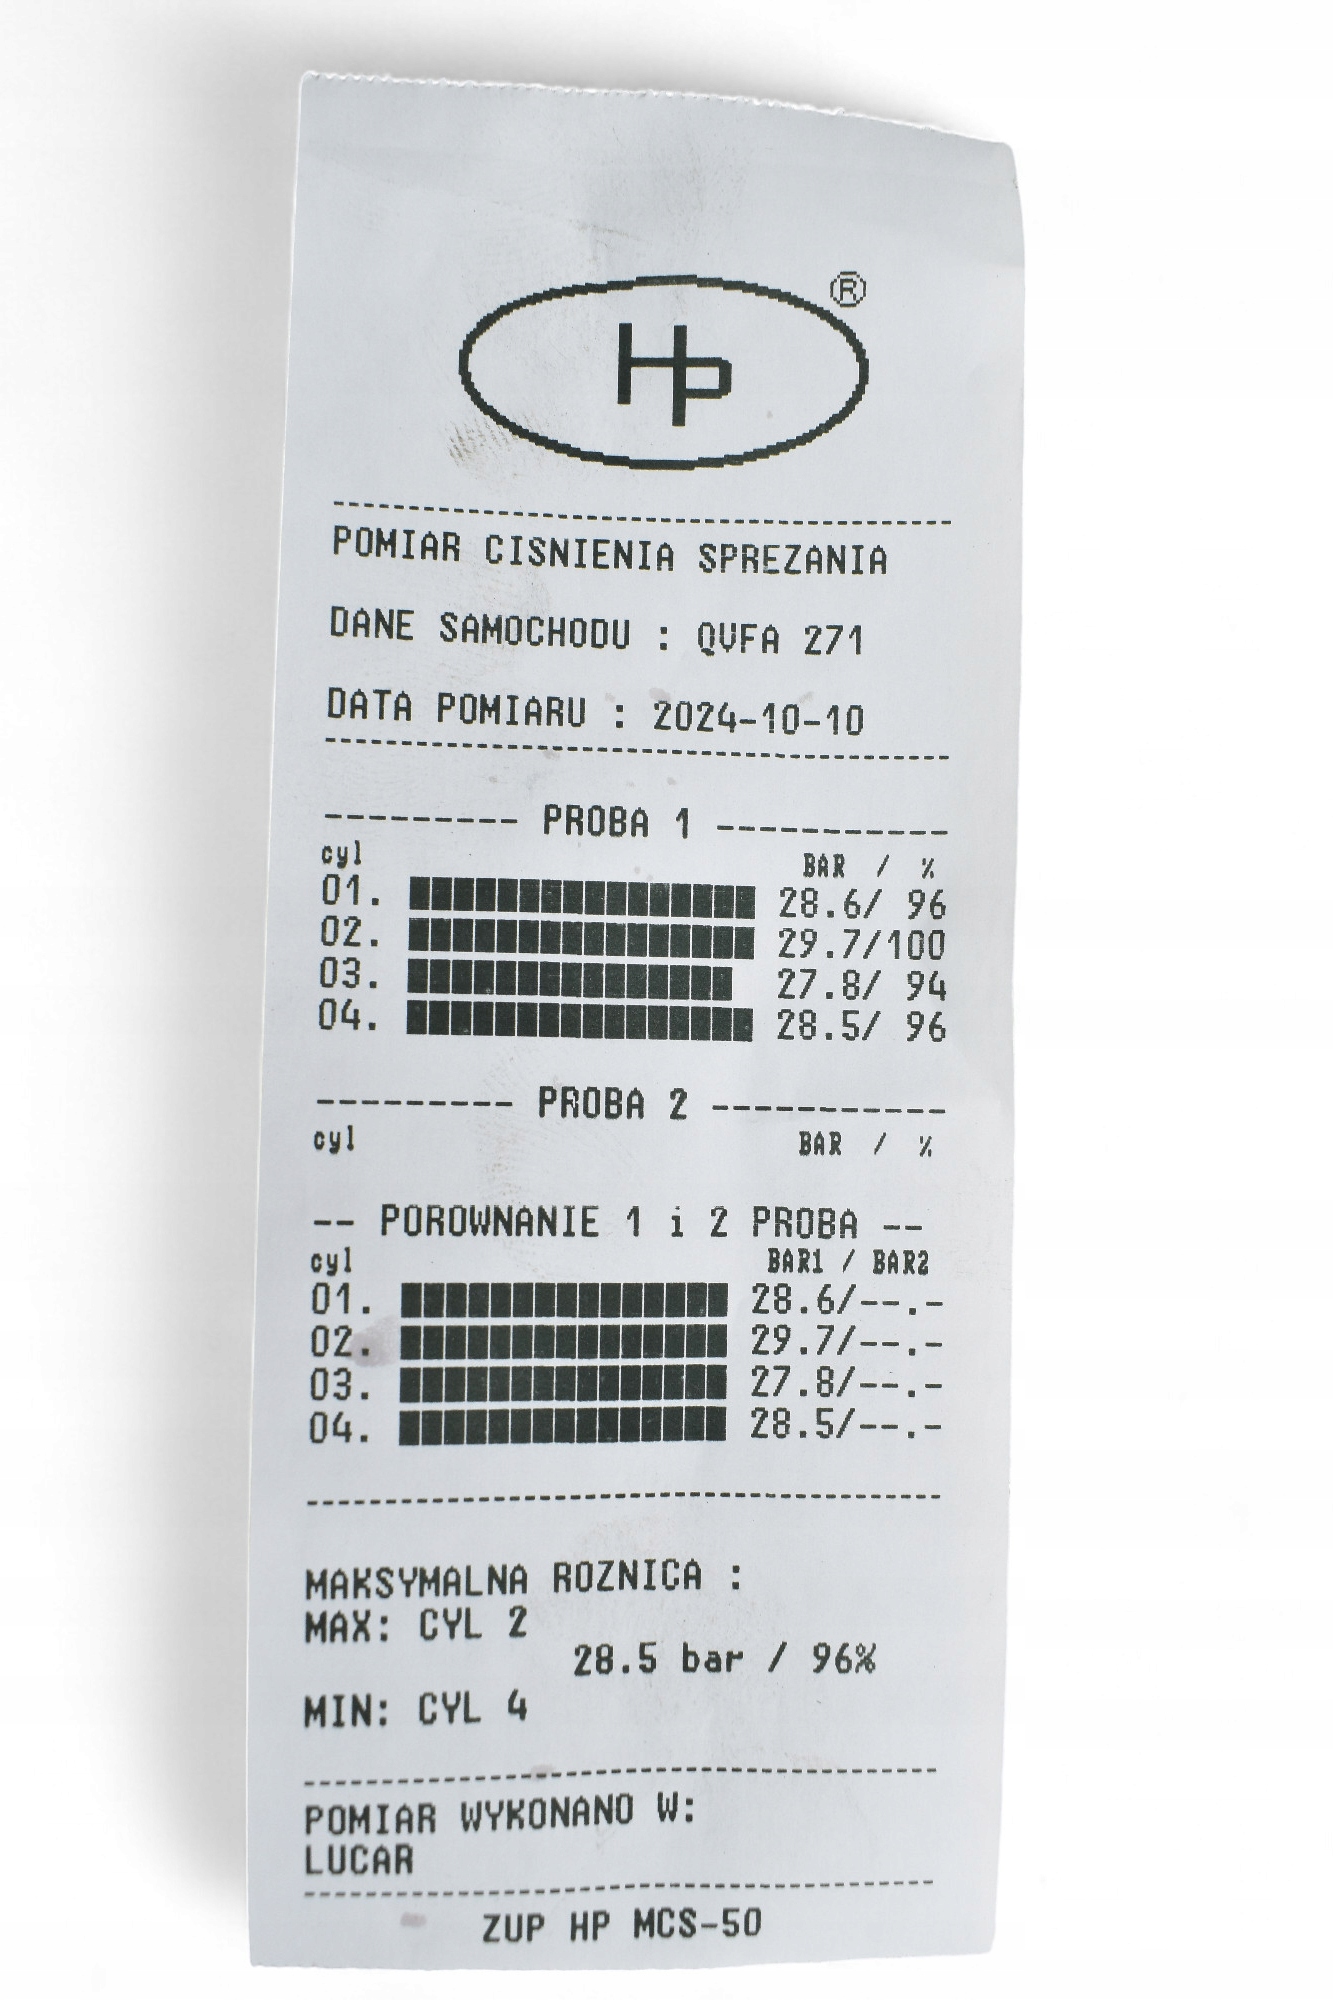 HP ®
POMIAR CISNIENIA SPREZANIA
DANE SAMOCHODU : QVFA 271
DATA POMIARU : 2024-10-10
--------- PROBA 1 -----------
cyl BAR / %
01. 28.6/ 96
02. 29.7/100
03. 27.8/ 94
04. 28.5/ 96
--------- PROBA 2 -----------
cyl BAR / %
-- POROWNANIE 1 i 2 PROBA --
cyl BAR1 / BAR2
01. 28.6/--.-
02. 29.7/--.-
03. 27.8/--.-
04. 28.5/--.-
MAKSYMALNA ROZNICA :
MAX: CYL 2
28.5 bar / 96%
MIN: CYL 4
POMIAR WYKONANO W:
LUCAR
ZUP HP MCS-50